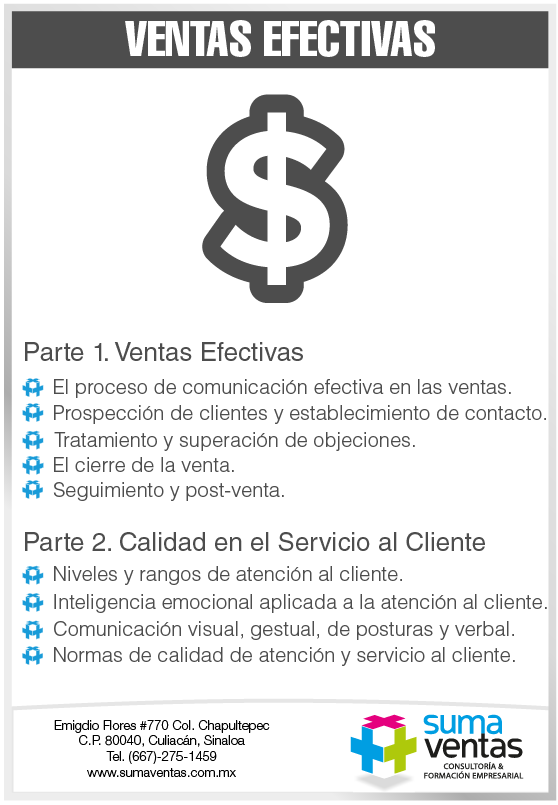 VENTAS EFECTIVAS
$
Parte 1. Ventas Efectivas
El proceso de comunicación efectiva en las ventas.
Prospección de clientes y establecimiento de contacto.
Tratamiento y superación de objeciones.
El cierre de la venta.
Seguimiento y post-venta.
Parte 2. Calidad en el Servicio al Cliente
Niveles y rangos de atención al cliente.
Inteligencia emocional aplicada a la atención al cliente.
Comunicación visual, gestual, de posturas y verbal.
Normas de calidad de atención y servicio al cliente.
Emigdio Flores #770 Col. Chapultepec
C.P. 80040, Culiacán, Sinaloa
Tel. (667)-275-1459
www.sumaventas.com.mx
suma
ventas
CONSULTORÍA &
FORMACIÓN EMPRESARIAL